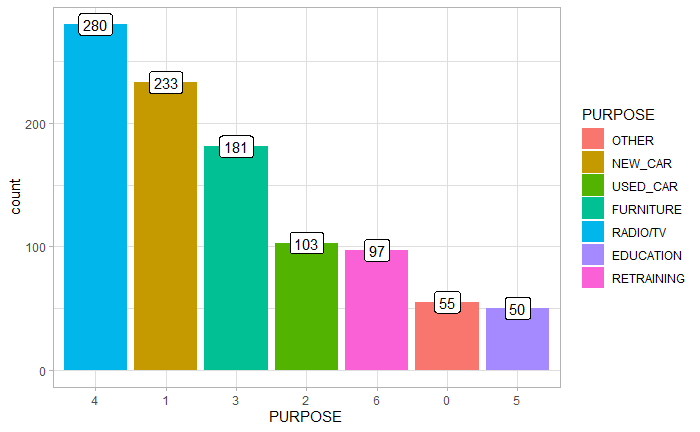 280
233
181
103
97
55
50
200
100
0
count
4 1 3 2 6 0 5
PURPOSE
PURPOSE
OTHER
NEW_CAR
USED_CAR
FURNITURE
RADIO/TV
EDUCATION
RETRAINING